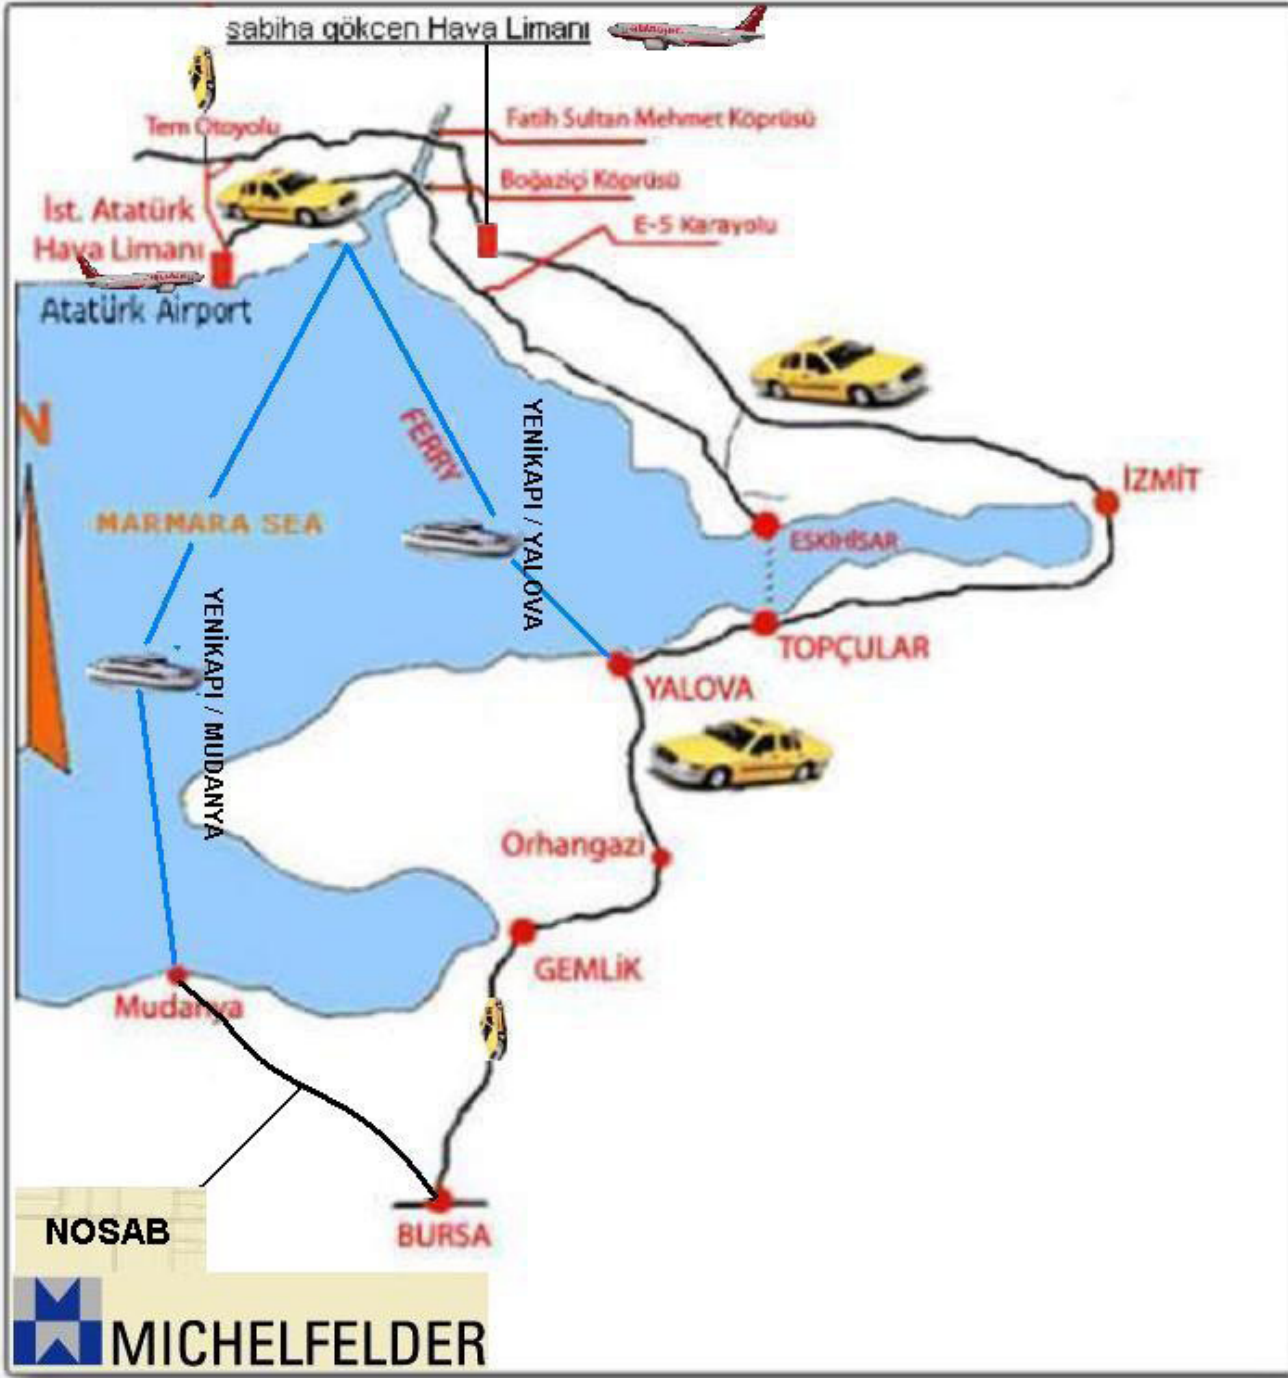 sabiha gökçen Hava Limanı
Tem Otoyolu
Fatih Sultan Mehmet Köprüsü
Boğaziçi Köprüsü
İst. Atatürk
Hava Limanı
E-5 Karayolu
Atatürk Airport
N
FERRY
YENİKAPI / YALOVA
İZMİT
MARMARA SEA
ESKİHİSAR
YENİKAPI / MUDANYA
TOPÇULAR
YALOVA
Orhangazi
GEMLİK
Mudanya
NOSAB
BURSA
MICHELFELDER